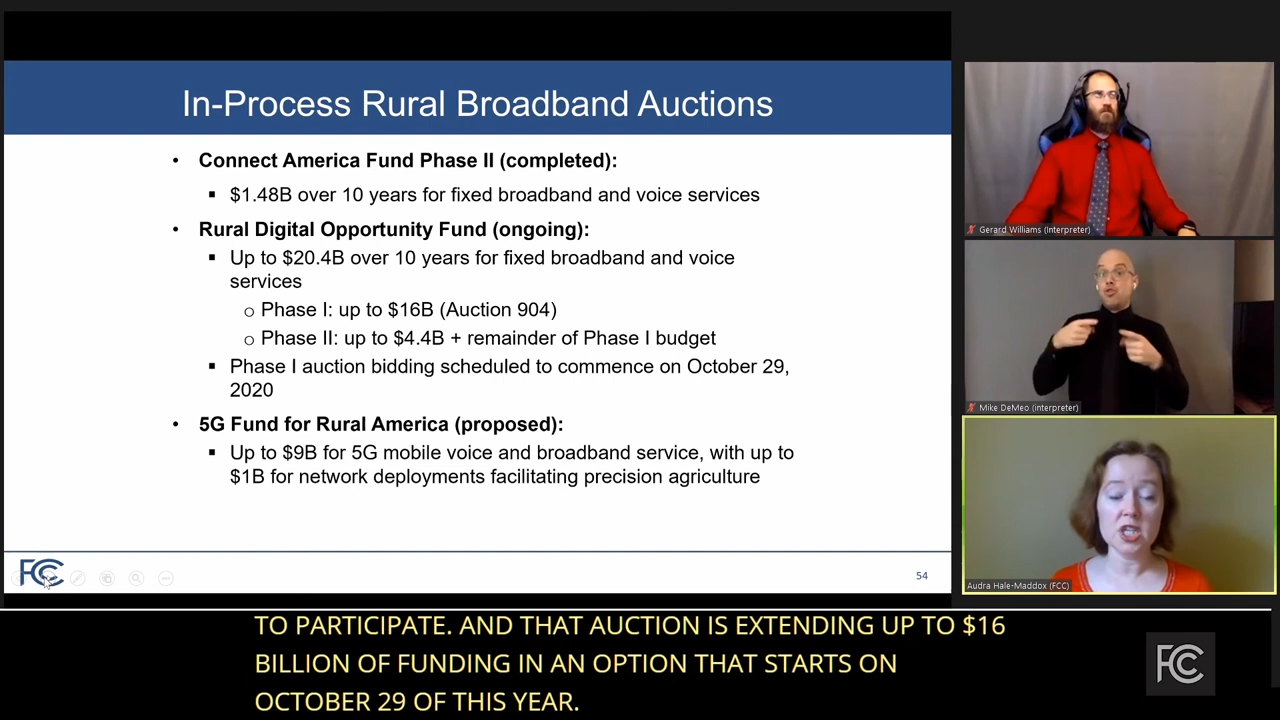 In-Process Rural Broadband Auctions
• Connect America Fund Phase II (completed):
▪ $1.48B over 10 years for fixed broadband and voice services
• Rural Digital Opportunity Fund (ongoing):
▪ Up to $20.4B over 10 years for fixed broadband and voice
services
o Phase I: up to $16B (Auction 904)
o Phase II: up to $4.4B + remainder of Phase I budget
▪ Phase I auction bidding scheduled to commence on October 29,
2020
• 5G Fund for Rural America (proposed):
▪ Up to $9B for 5G mobile voice and broadband service, with up to
$1B for network deployments facilitating precision agriculture
FCC
54
Gerard Williams (Interpreter)
Mike DeMeo (interpreter)
Audra Hale-Maddox (FCC)
TO PARTICIPATE. AND THAT AUCTION IS EXTENDING UP TO $16
BILLION OF FUNDING IN AN OPTION THAT STARTS ON
OCTOBER 29 OF THIS YEAR.
FCC